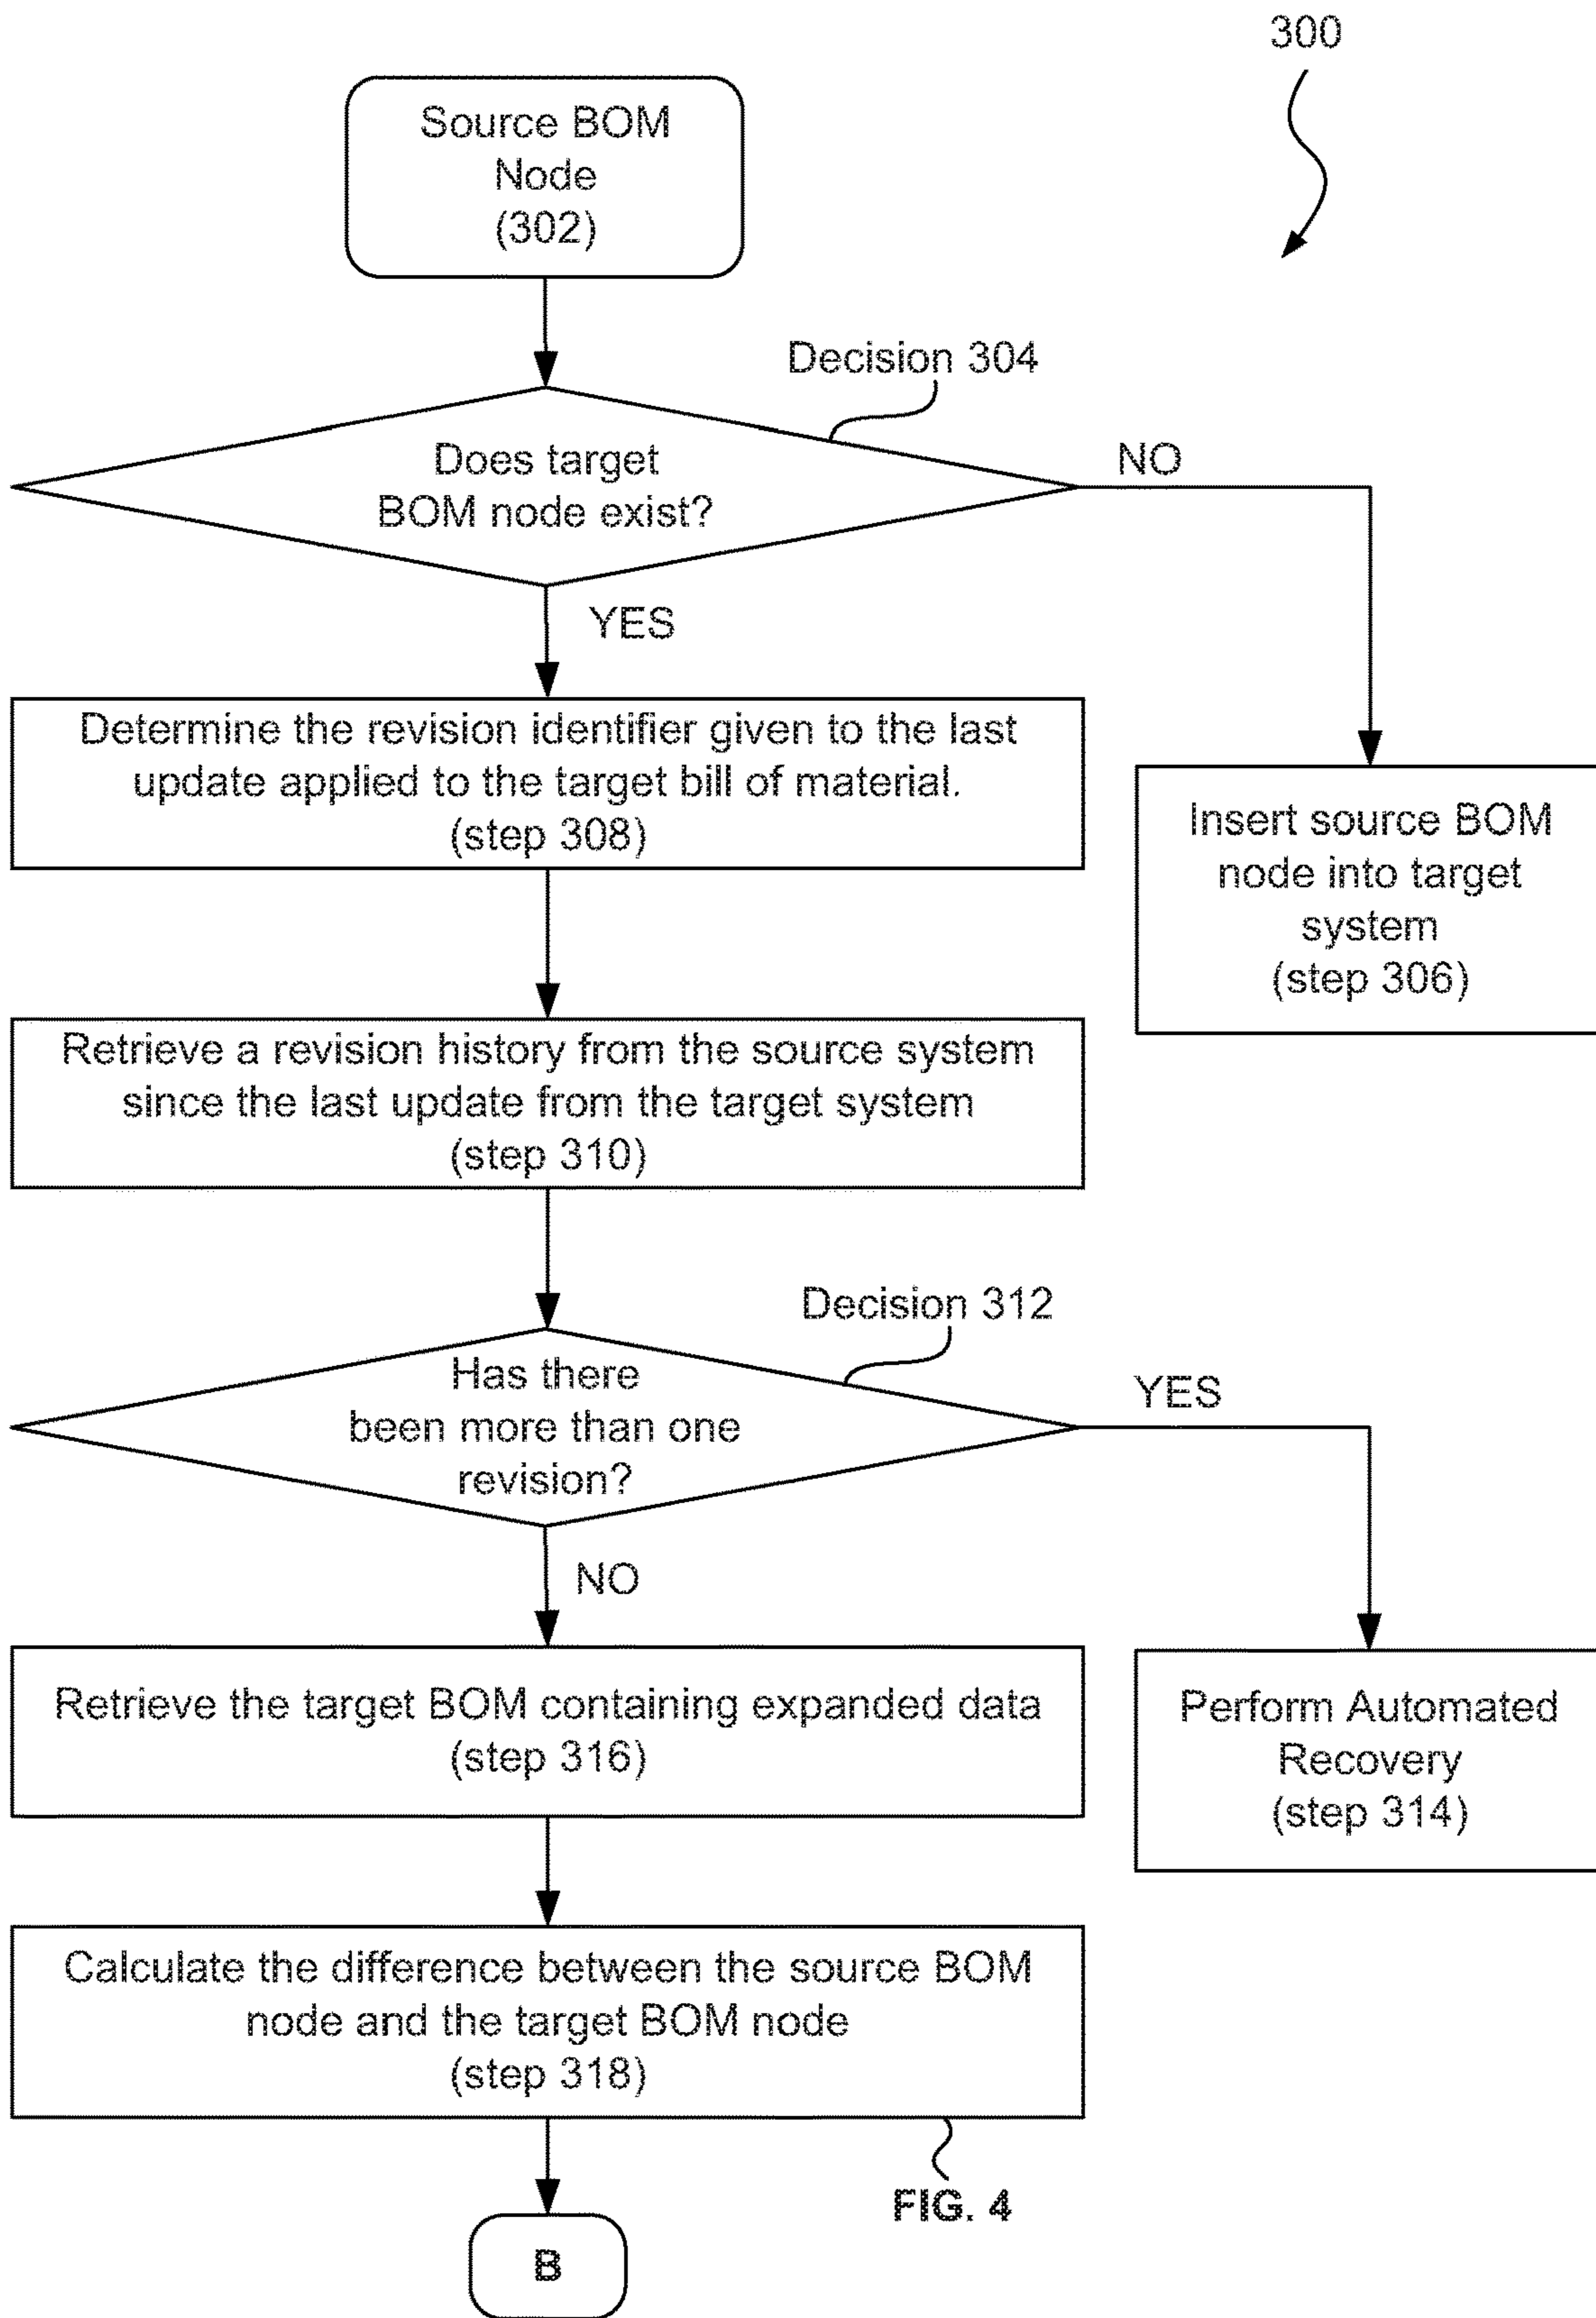 300
Source BOM
Node
(302)
Decision 304
Does target
BOM node exist?
NO
YES
Determine the revision identifier given to the last
update applied to the target bill of material.
(step 308)
Insert source BOM
node into target
system
(step 306)
Retrieve a revision history from the source system
since the last update from the target system
(step 310)
Decision 312
Has there
been more than one
revision?
YES
NO
Retrieve the target BOM containing expanded data
(step 316)
Perform Automated
Recovery
(step 314)
Calculate the difference between the source BOM
node and the target BOM node
(step 318)
FIG. 4
B